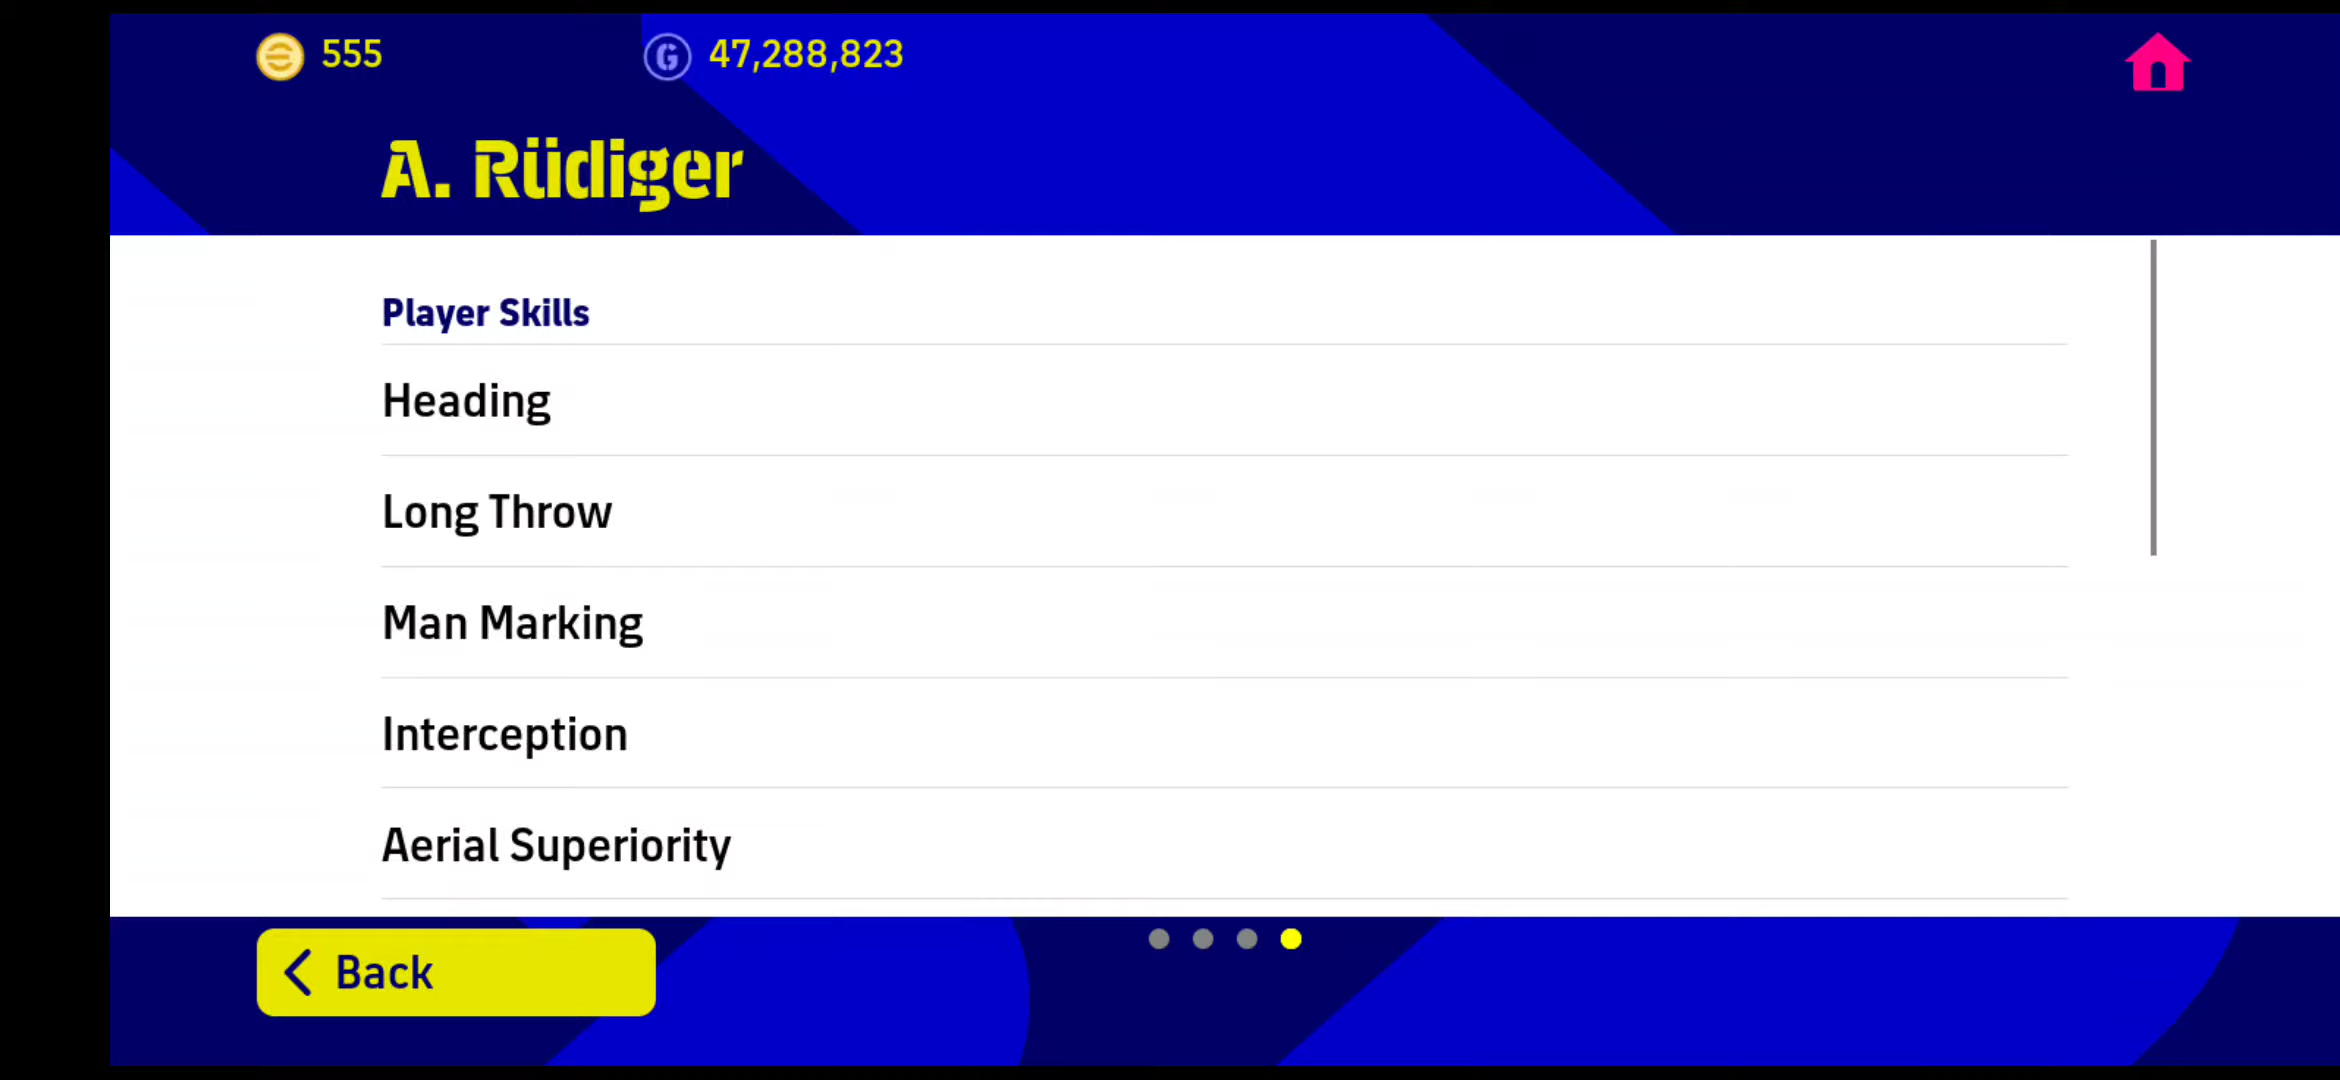 555
47,288,823
A. Rüdiger
Player Skills
Heading
Long Throw
Man Marking
Interception
Aerial Superiority
Back